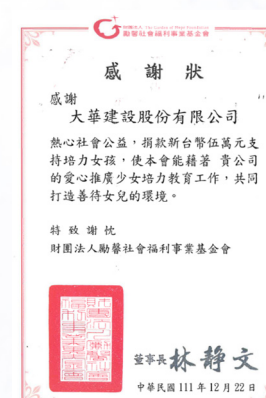 勵馨社會福利事業基金會
感謝狀
感謝
大華建設股份有限公司
熱心社會公益，捐款新台幣伍萬元支
持培力女孩，使本會能藉著 貴公司
的愛心推廣少女培力教育工作，共同
打造善待女兒的環境。
特致謝忱
財團法人勵馨社會福利事業基金會
董事長 林靜文
中華民國 111 年 12 月 22 日